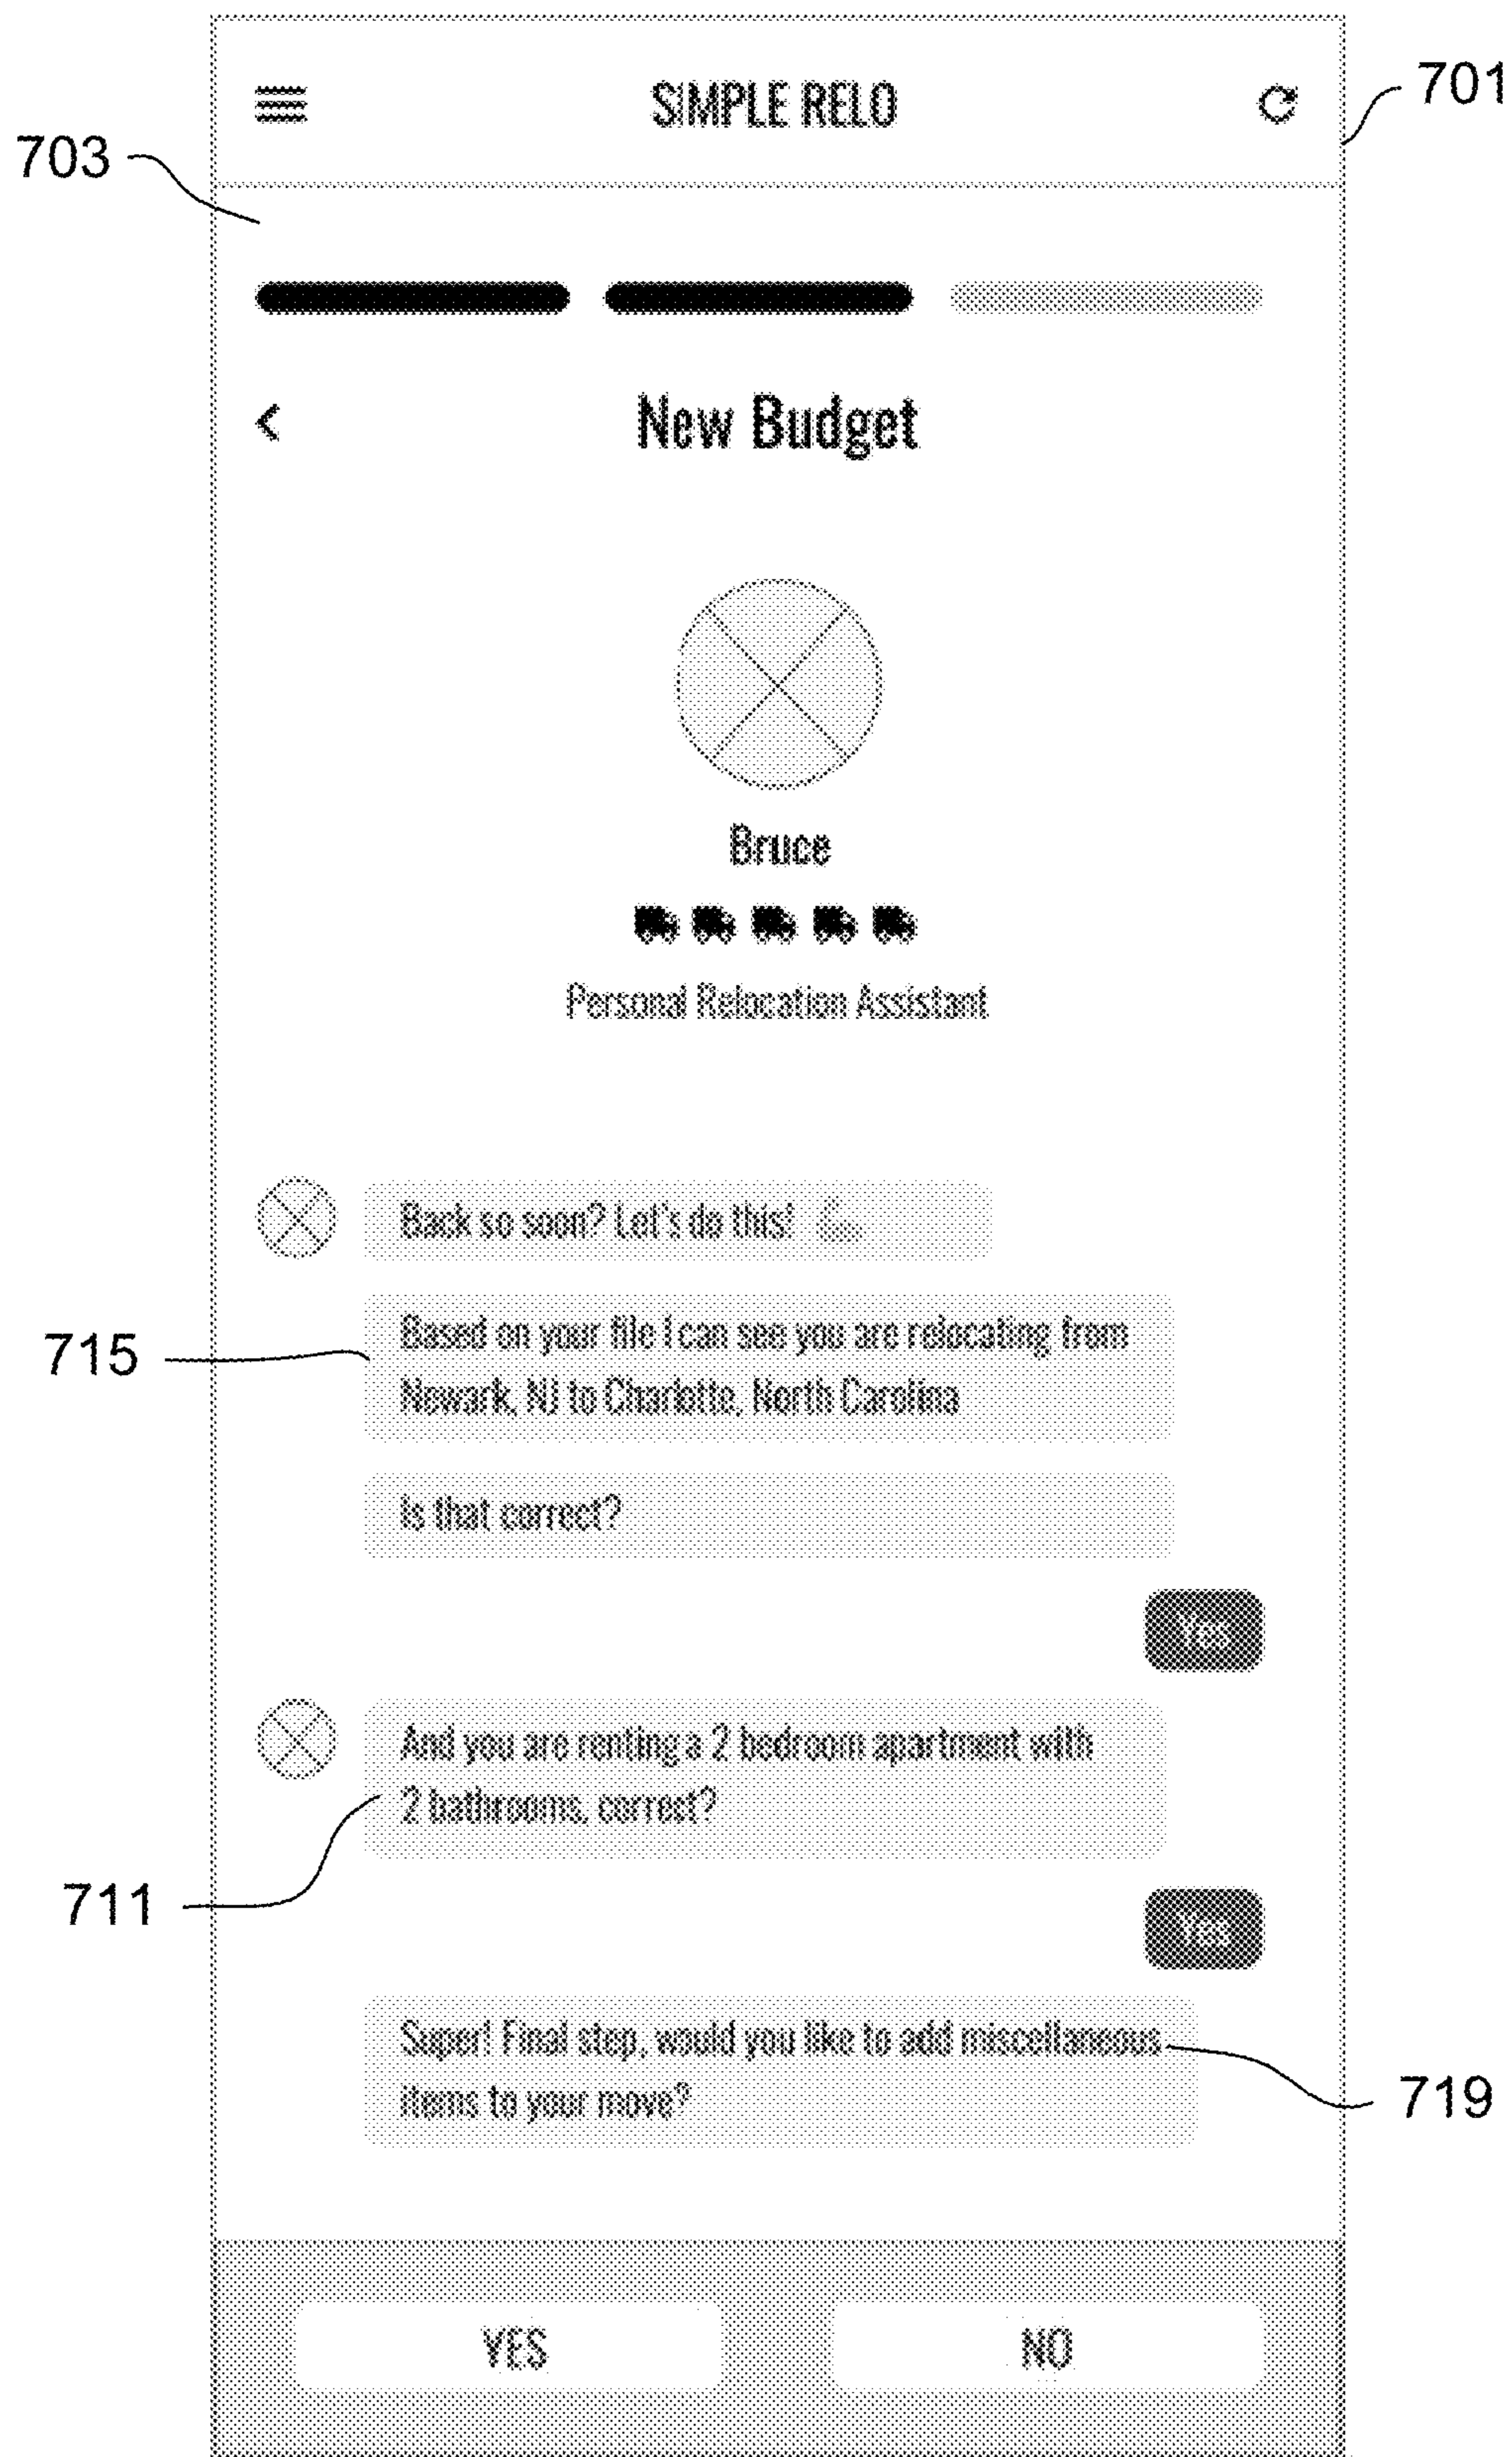 SIMPLE RELO
701
703
New Budget
Bruce
Personal Relocation Assistant
Back so soon? Let's do this!
715
Based on your file I can see you are relocating from
Newark, NJ to Charlotte, North Carolina
Is that correct?
Yes
And you are renting a 2 bedroom apartment with
2 bathrooms, correct?
711
Yes
Super! Final step, would you like to add miscellaneous
items to your move?
719
YES
NO